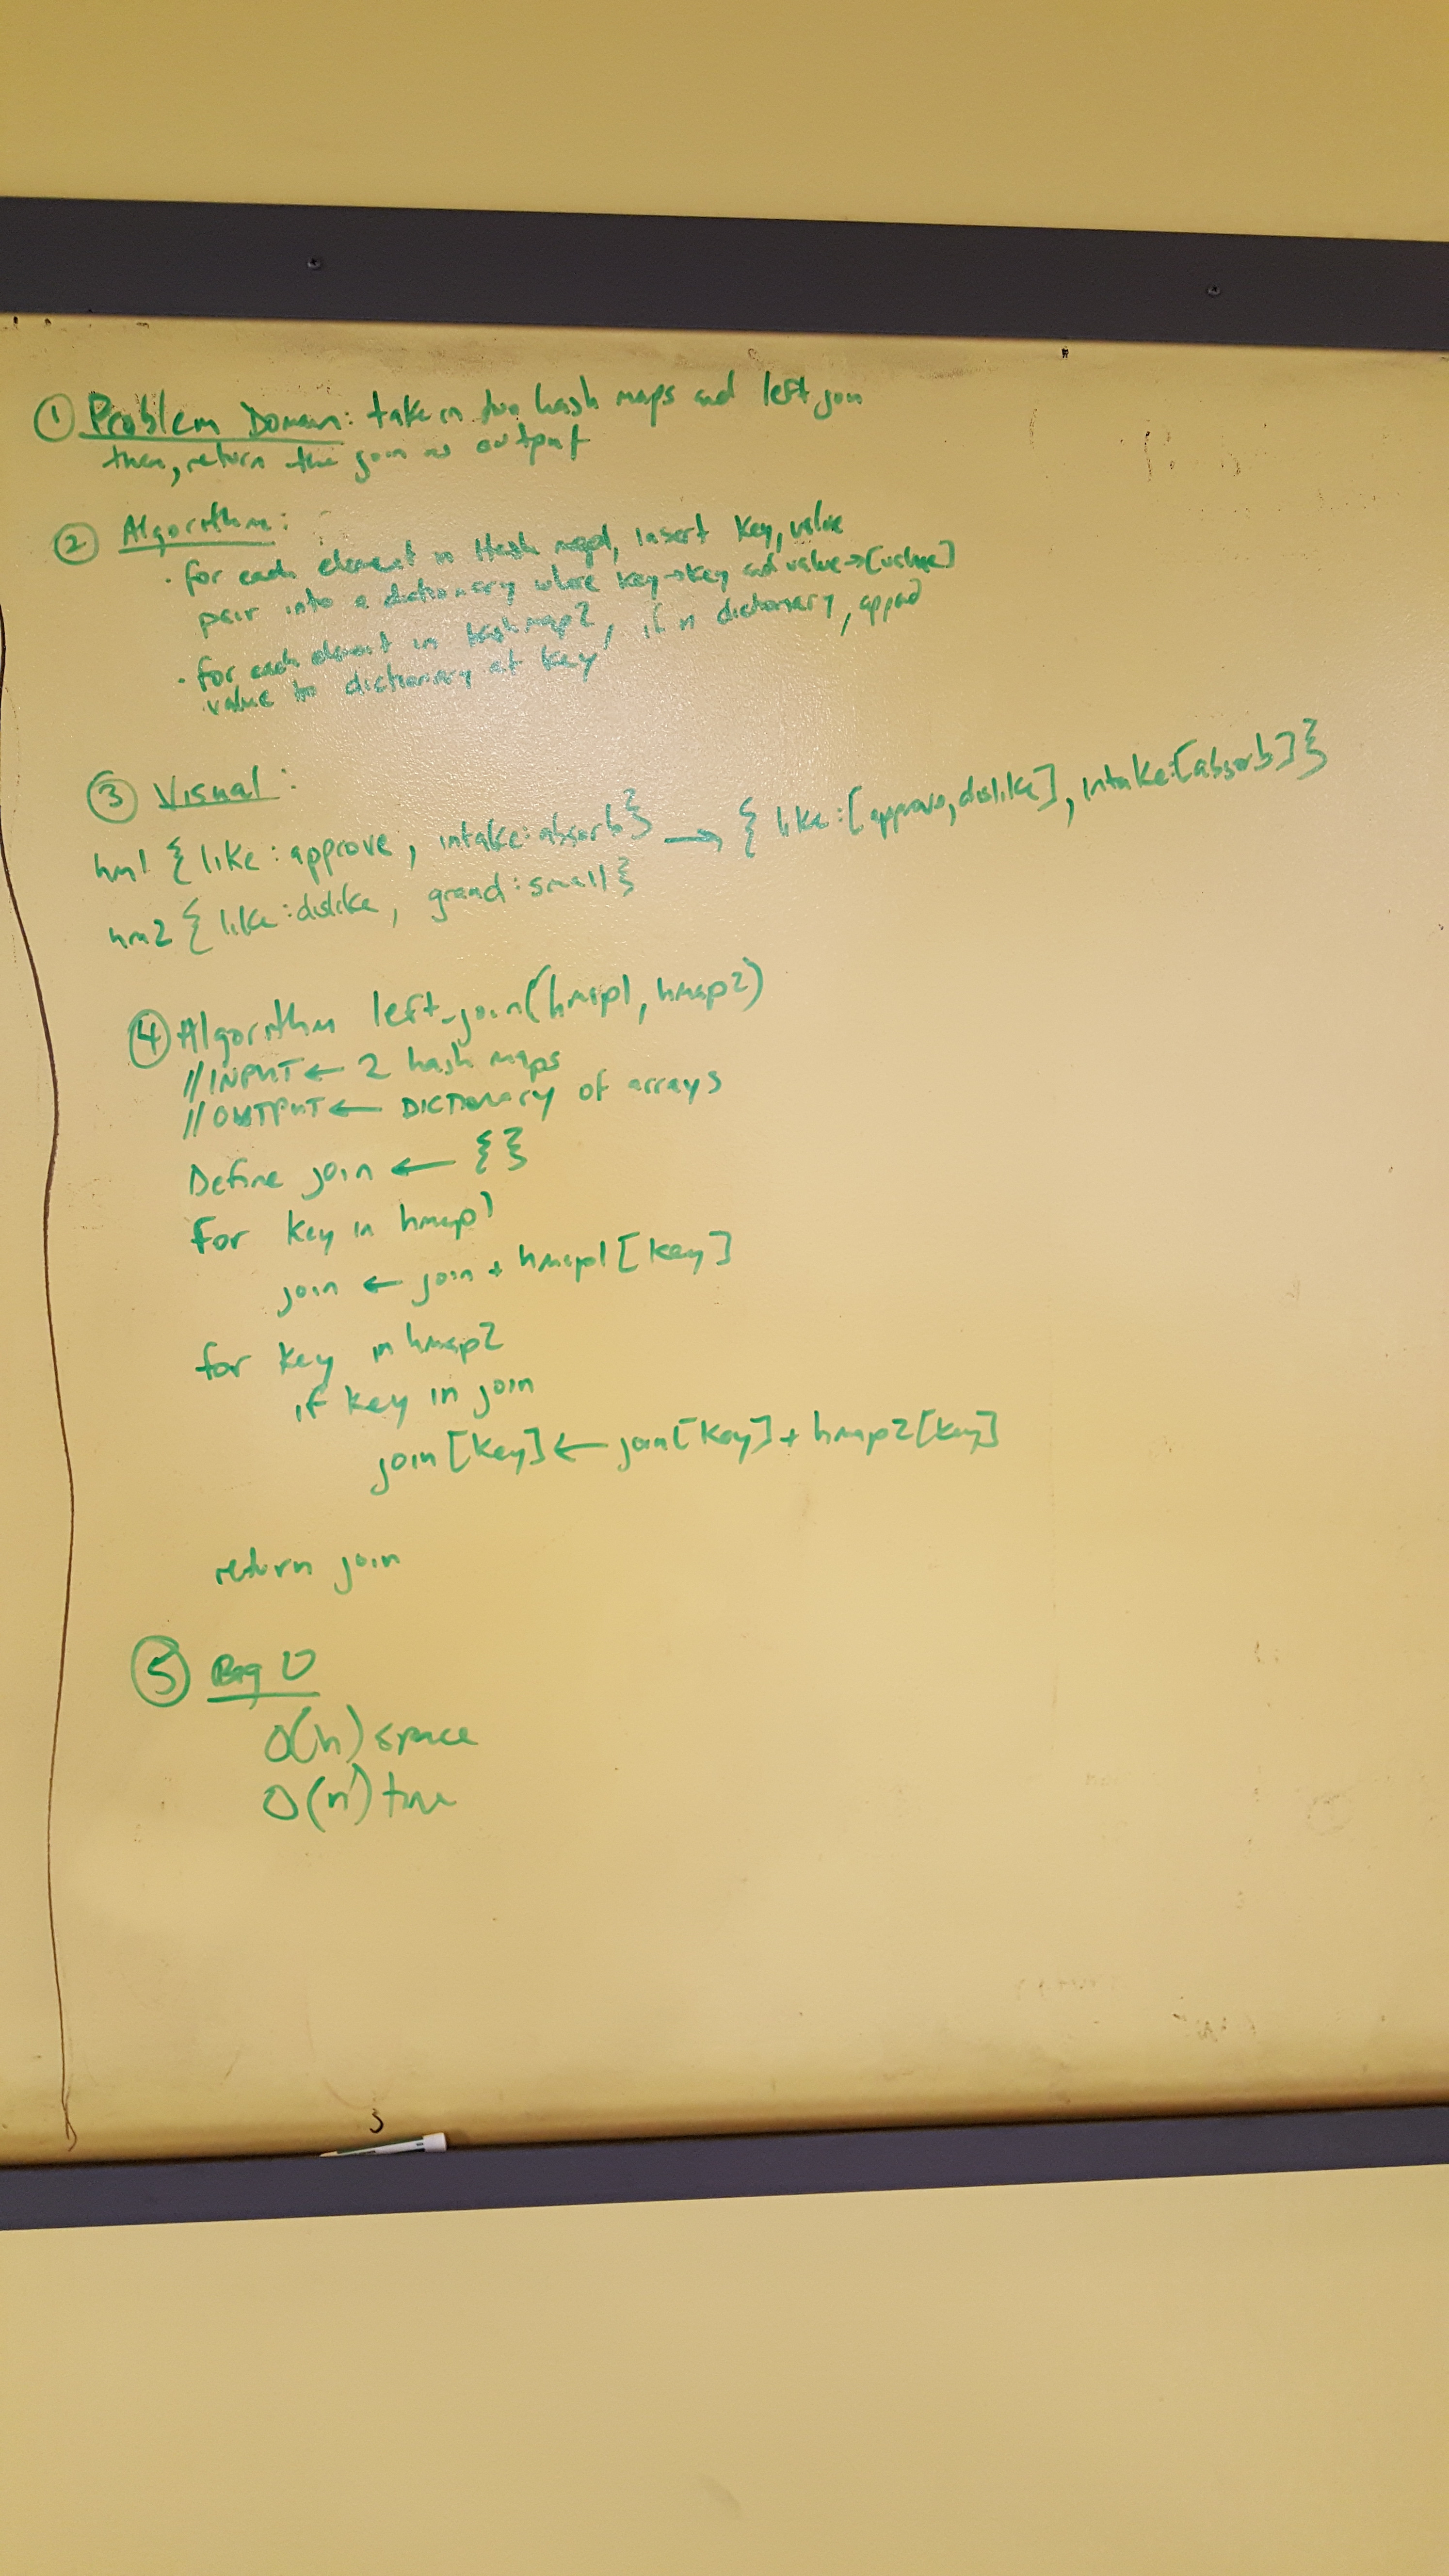 ① Problem Domain: take in two hash maps and left join
then, return the join as output
② Algorithm:
· for each element in Hash map1, insert key, value
pair into a dictionary where key→key and value→[value]
· for each element in hashmap2, if in dictionary, append
value to dictionary at key
③ Visual:
hm1 {like: approve, intake: absorb} → {like:[approve, dislike], intake:[absorb]}
hm2 {like: dislike, grand: small}
④ Algorithm left_join(hmap1, hmap2)
//INPUT ← 2 hash maps
//OUTPUT ← Dictionary of arrays
Define join ← {}
for key in hmap1
join ← join + hmap1[key]
for key in hmap2
if key in join
join[key] ← join[key] + hmap2[key]
return join
⑤ Big O
O(n) space
O(n) time